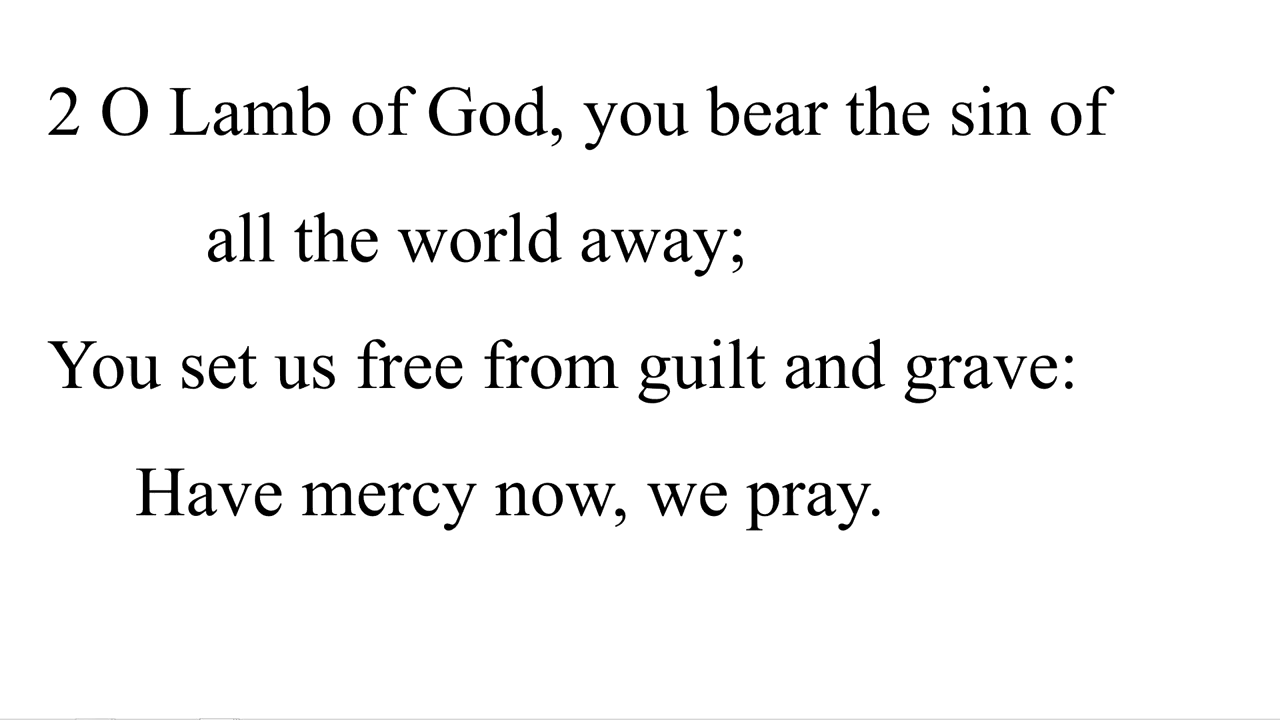 2 O Lamb of God, you bear the sin of
all the world away;
You set us free from guilt and grave:
Have mercy now, we pray.